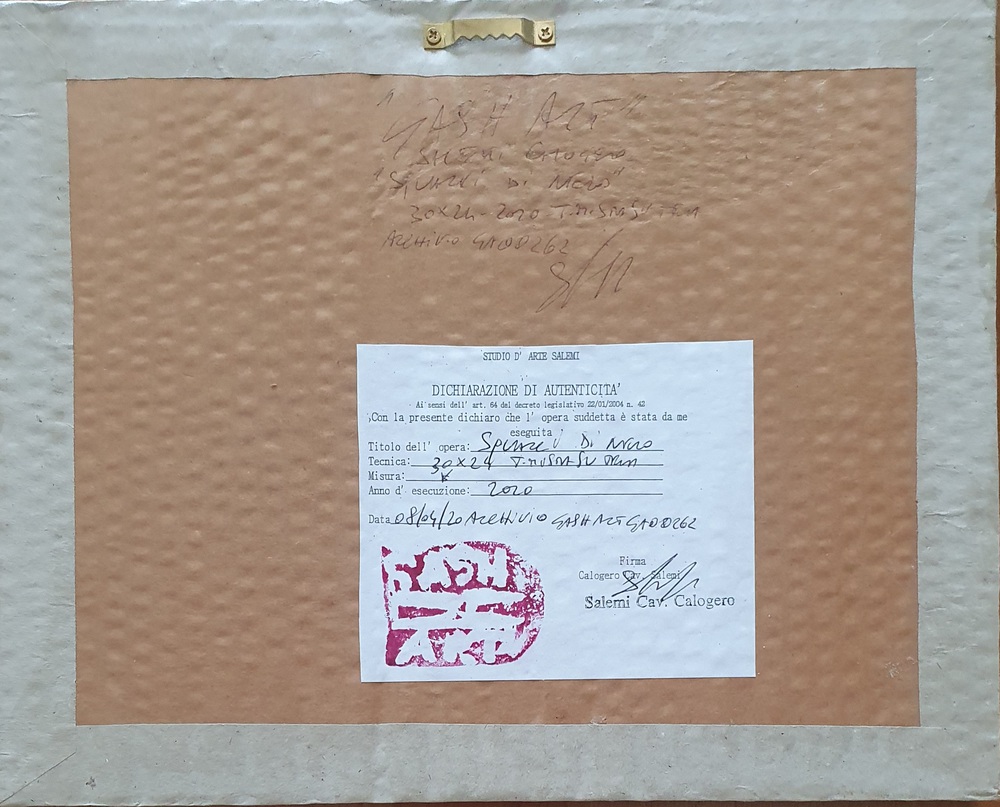 "GASH ART"
SALEMI CALOGERO
"SQUARCI DI NERO"
30x24-2020 T.MISTA SU TELA
ARCHIVIO GA008262
STUDIO D' ARTE SALEMI
DICHIARAZIONE DI AUTENTICITA'
Ai sensi dell' art. 64 del decreto legislativo 22/01/2004 n. 42
Con la presente dichiaro che l' opera suddetta è stata da me
eseguita
Titolo dell' opera: SQUARCI DI NERO
Tecnica: 30x24 T.MISTA SU TELA
Misura:
Anno d' esecuzione: 2020
Data 08/04/20 ARCHIVIO GASH ART GA008262
GASH
ART
Firma
Calogero Cav. Salemi
Salemi Cav. Calogero